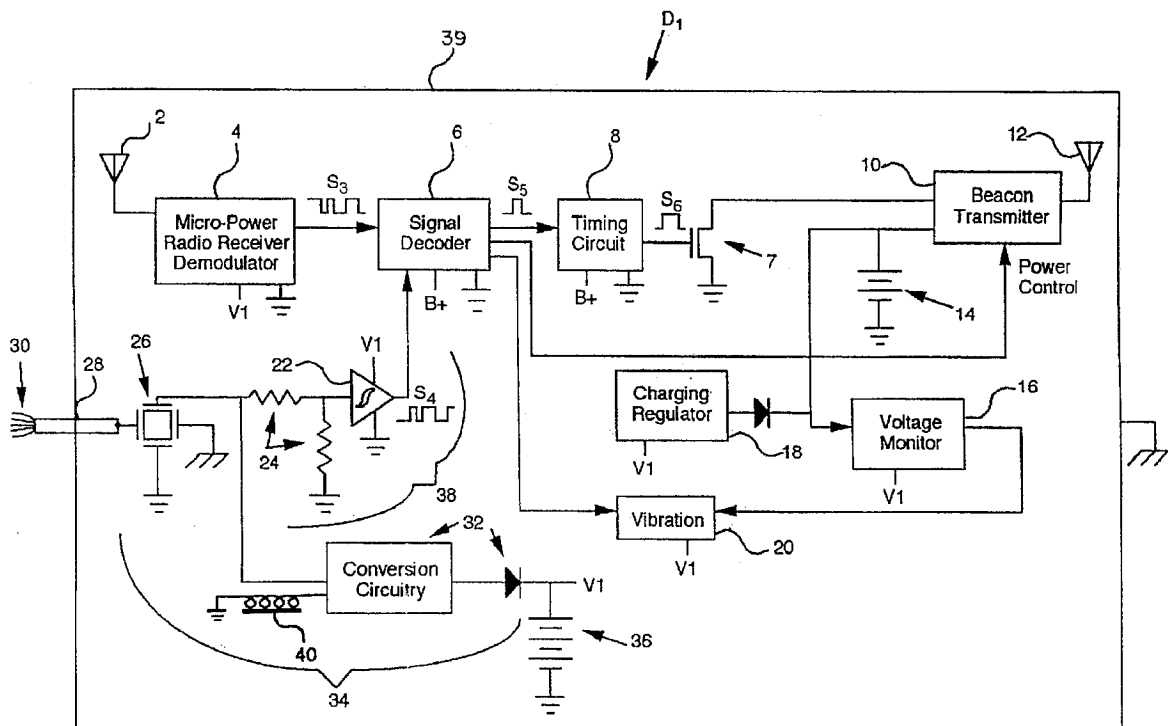 39
D1
2
4
6
8
10
12
S3
S5
S6
Micro-Power
Radio Receiver
Demodulator
Signal
Decoder
Timing
Circuit
Beacon
Transmitter
7
V1
B+
B+
14
Power
Control
30
28
26
22
V1
S4
24
38
Charging
Regulator
18
V1
16
Voltage
Monitor
V1
Vibration
20
V1
32
Conversion
Circuitry
V1
40
36
34